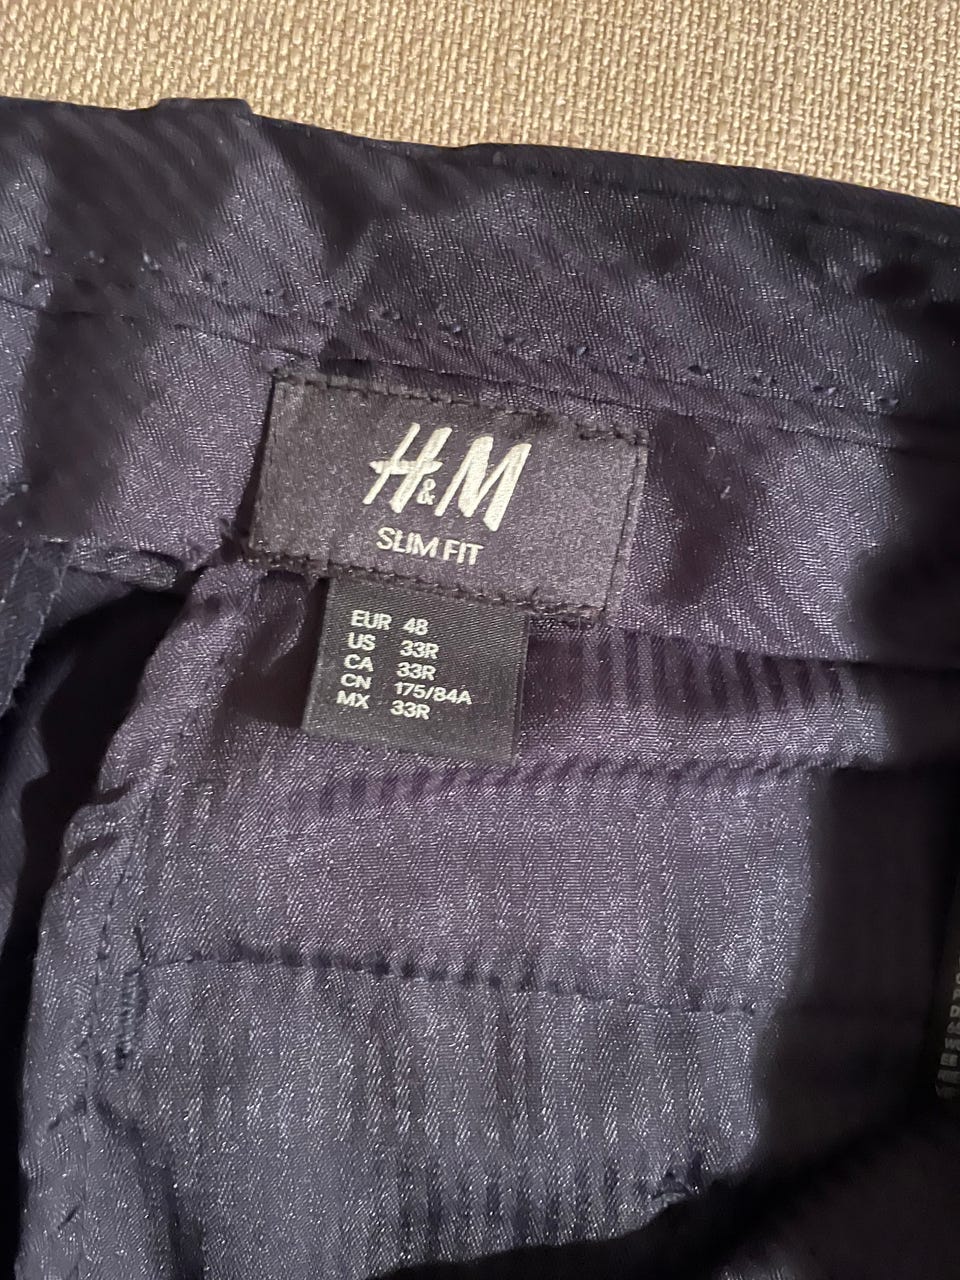 H&M
SLIM FIT
EUR 48
US 33R
CA 33R
CN 175/84A
MX 33R